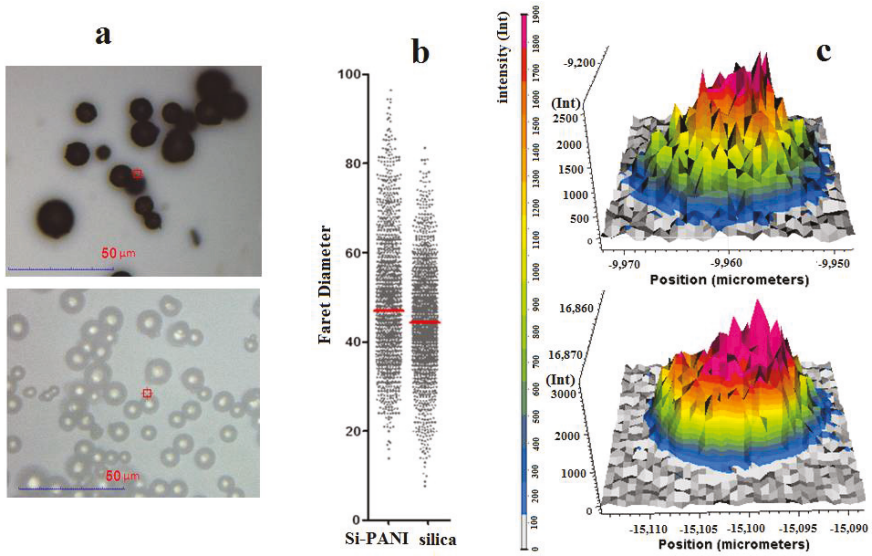 a
50 μm
50 μm
b
Faret Diameter
100
80
60
40
20
0
Si-PANI silica
intensity (Int)
1900
1800
1700
1600
1500
1400
1300
1200
1100
1000
900
800
700
600
500
400
300
200
100
0
c
-9,200
(Int)
2500
2000
1500
1000
500
0
-9,970 -9,960 -9,950
Position (micrometers)
16,860
16,870
(Int)
3000
2000
1000
0
-15,110 -15,105 -15,100 -15,095 -15,090
Position (micrometers)